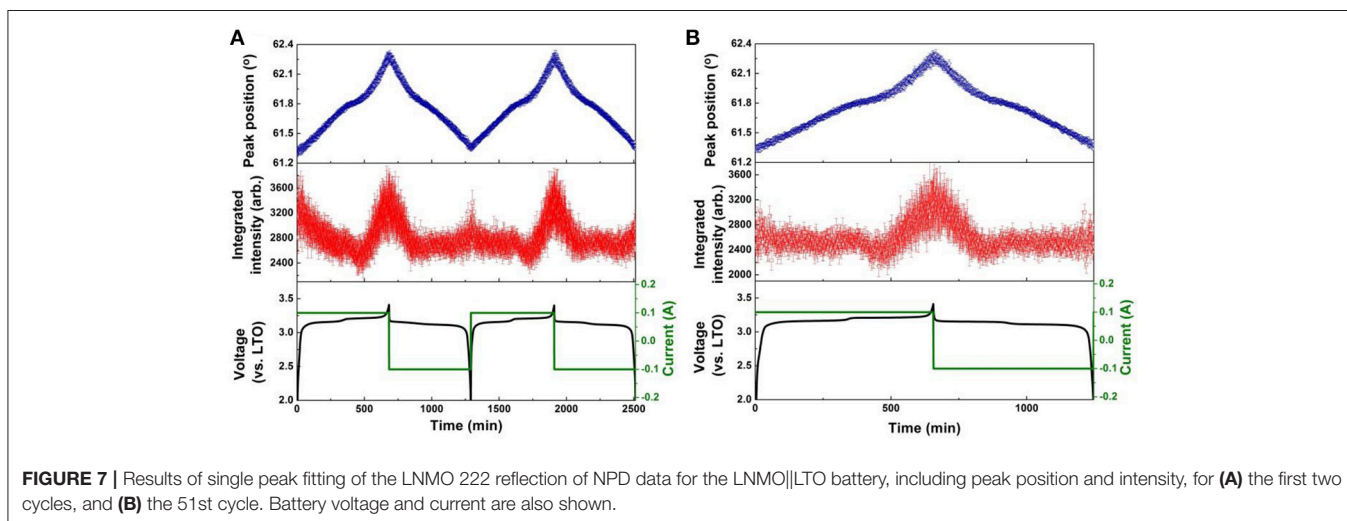 A
B
62.4
62.1
61.8
61.5
61.2
Peak position (º)
3600
3200
2800
2400
Integrated
intensity (arb.)
3.5
3.0
2.5
2.0
Voltage
(vs. LTO)
0.2
0.1
0.0
-0.1
-0.2
Current (A)
0
500
1000
1500
2000
2500
Time (min)
62.4
62.1
61.8
61.5
61.2
Peak position (º)
3600
3200
2800
2400
2000
Integrated
intensity (arb.)
3.5
3.0
2.5
2.0
Voltage
(vs. LTO)
0.2
0.1
0.0
-0.1
-0.2
Current (A)
0
500
1000
Time (min)
FIGURE 7 | Results of single peak fitting of the LNMO 222 reflection of NPD data for the LNMO||LTO battery, including peak position and intensity, for (A) the first two
cycles, and (B) the 51st cycle. Battery voltage and current are also shown.